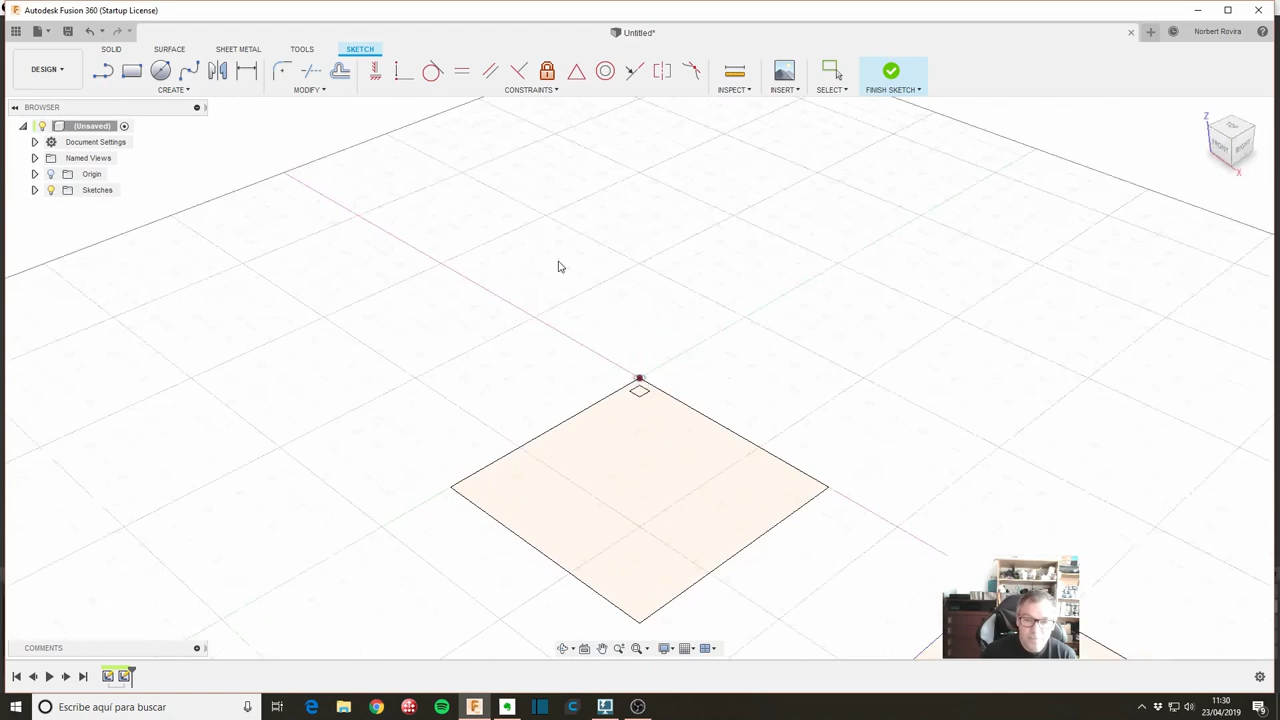 Autodesk Fusion 360 (Startup License)
Untitled*
Norbert Rovira
SOLID SURFACE SHEET METAL TOOLS SKETCH
DESIGN
CREATE MODIFY CONSTRAINTS INSPECT INSERT SELECT FINISH SKETCH
BROWSER
(Unsaved)
Document Settings
Named Views
Origin
Sketches
Z
FRONT RIGHT
X
COMMENTS
Escribe aquí para buscar
11:30
23/04/2019